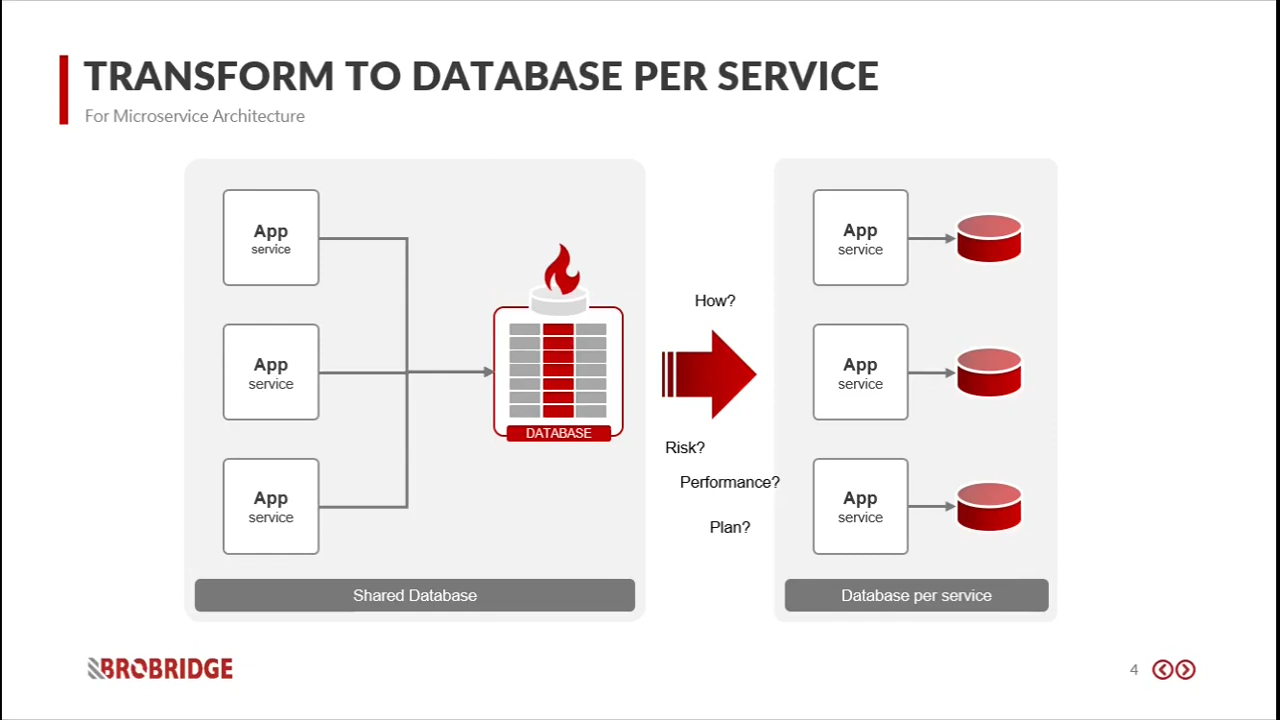 TRANSFORM TO DATABASE PER SERVICE
For Microservice Architecture
App
service
App
service
App
service
DATABASE
Shared Database
How?
Risk?
Performance?
Plan?
App
service
App
service
App
service
Database per service
BROBRIDGE
4